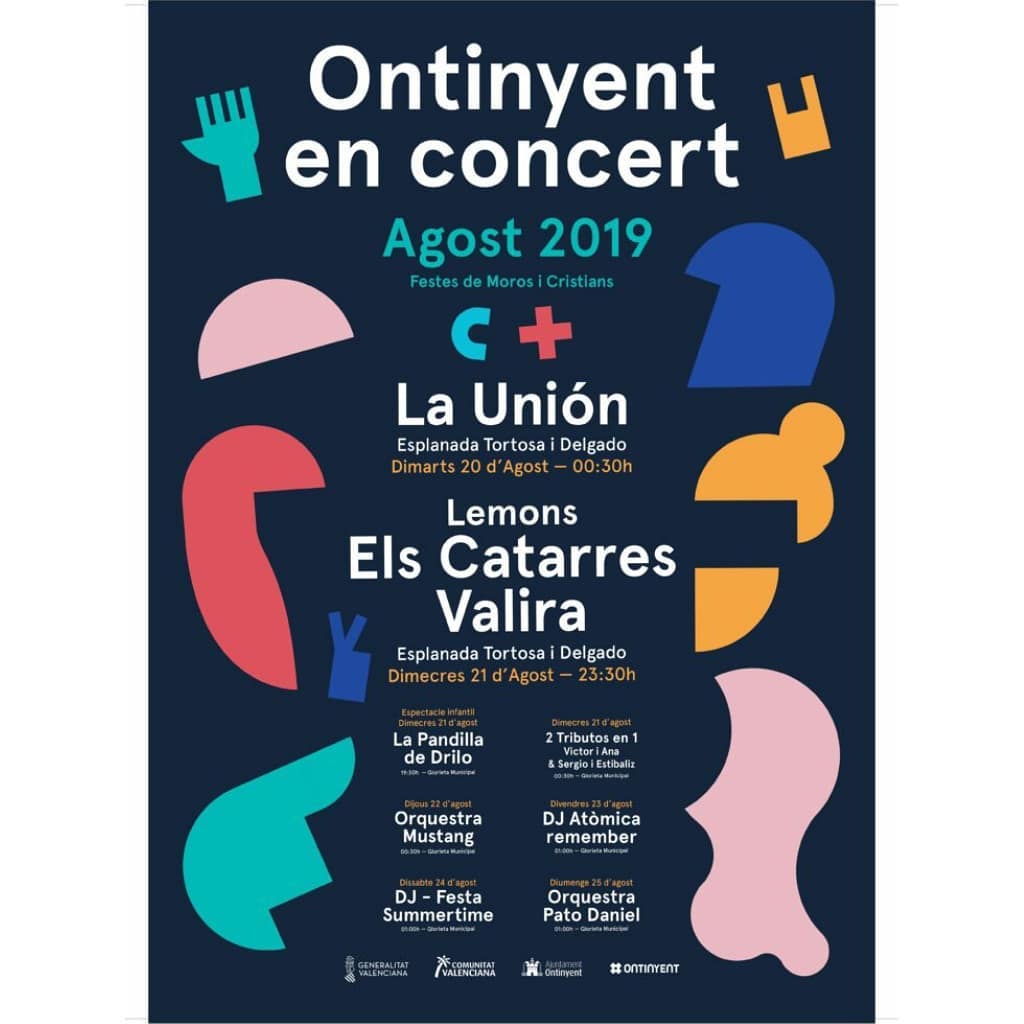 Ontinyent
en concert
Agost 2019
Festes de Moros i Cristians
La Unión
Esplanada Tortosa i Delgado
Dimarts 20 d'Agost — 00:30h
Lemons
Els Catarres
Valira
Esplanada Tortosa i Delgado
Dimecres 21 d'Agost — 23:30h
Espectacle infantil
Dimecres 21 d'agost
La Pandilla
de Drilo
19:30h — Glorieta Municipal
Dimecres 21 d'agost
2 Tributos en 1
Victor i Ana
& Sergio i Estibaliz
00:30h — Glorieta Municipal
Dijous 22 d'agost
Orquestra
Mustang
00:30h — Glorieta Municipal
Divendres 23 d'agost
DJ Atòmica
remember
01:00h — Glorieta Municipal
Dissabte 24 d'agost
DJ - Festa
Summertime
01:00h — Glorieta Municipal
Diumenge 25 d'agost
Orquestra
Pato Daniel
01:00h — Glorieta Municipal
GENERALITAT
VALENCIANA
COMUNITAT
VALENCIANA
Ajuntament
Ontinyent
ONTINYENT